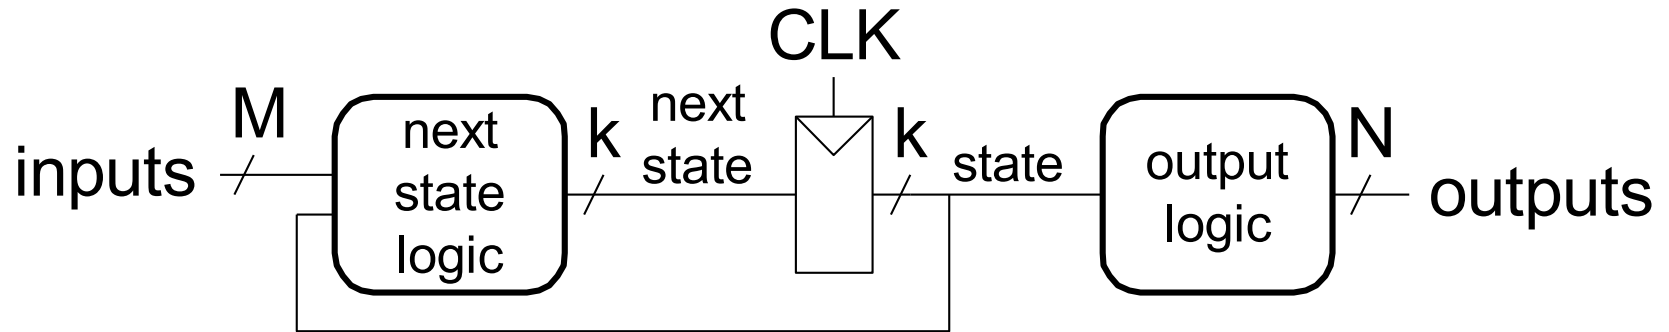 inputs
M
next
state
logic
k
next
state
CLK
k
state
output
logic
N
outputs